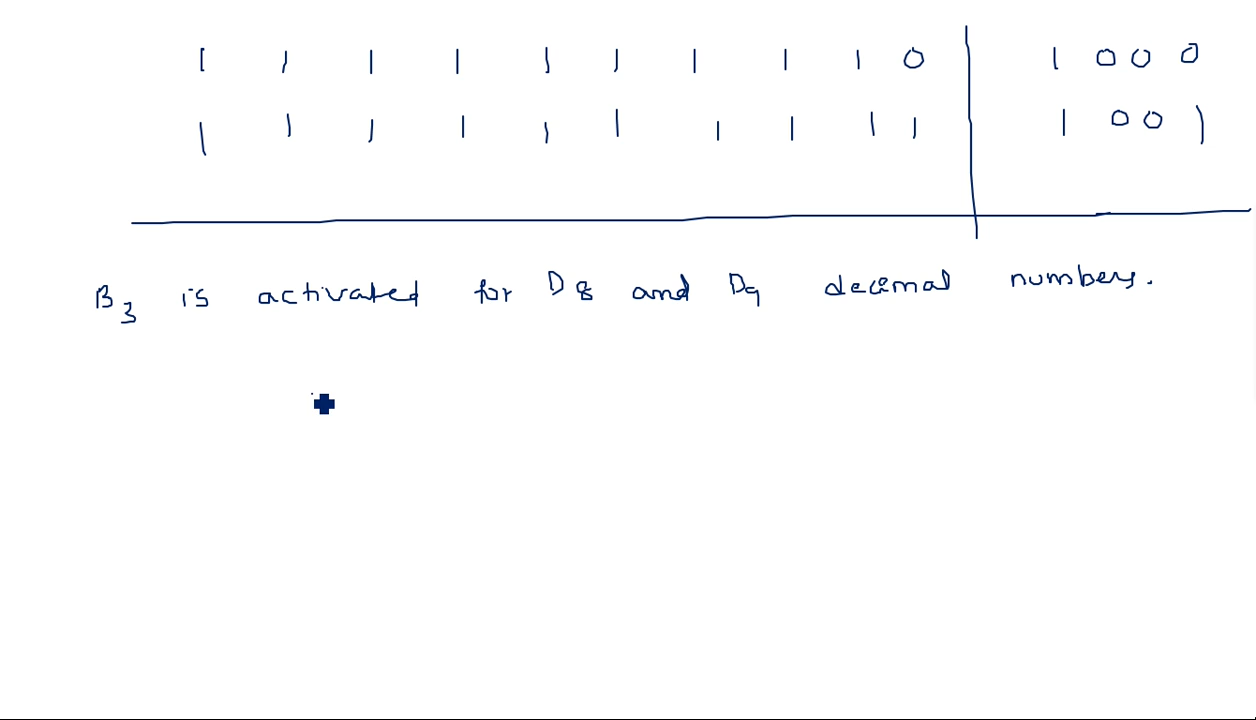 1 1 1 1 1 1 1 1 1 0 1 0 0 0
1 1 1 1 1 1 1 1 1 1 1 0 0 1
B3 is activated for D8 and D9 decimal numbers.